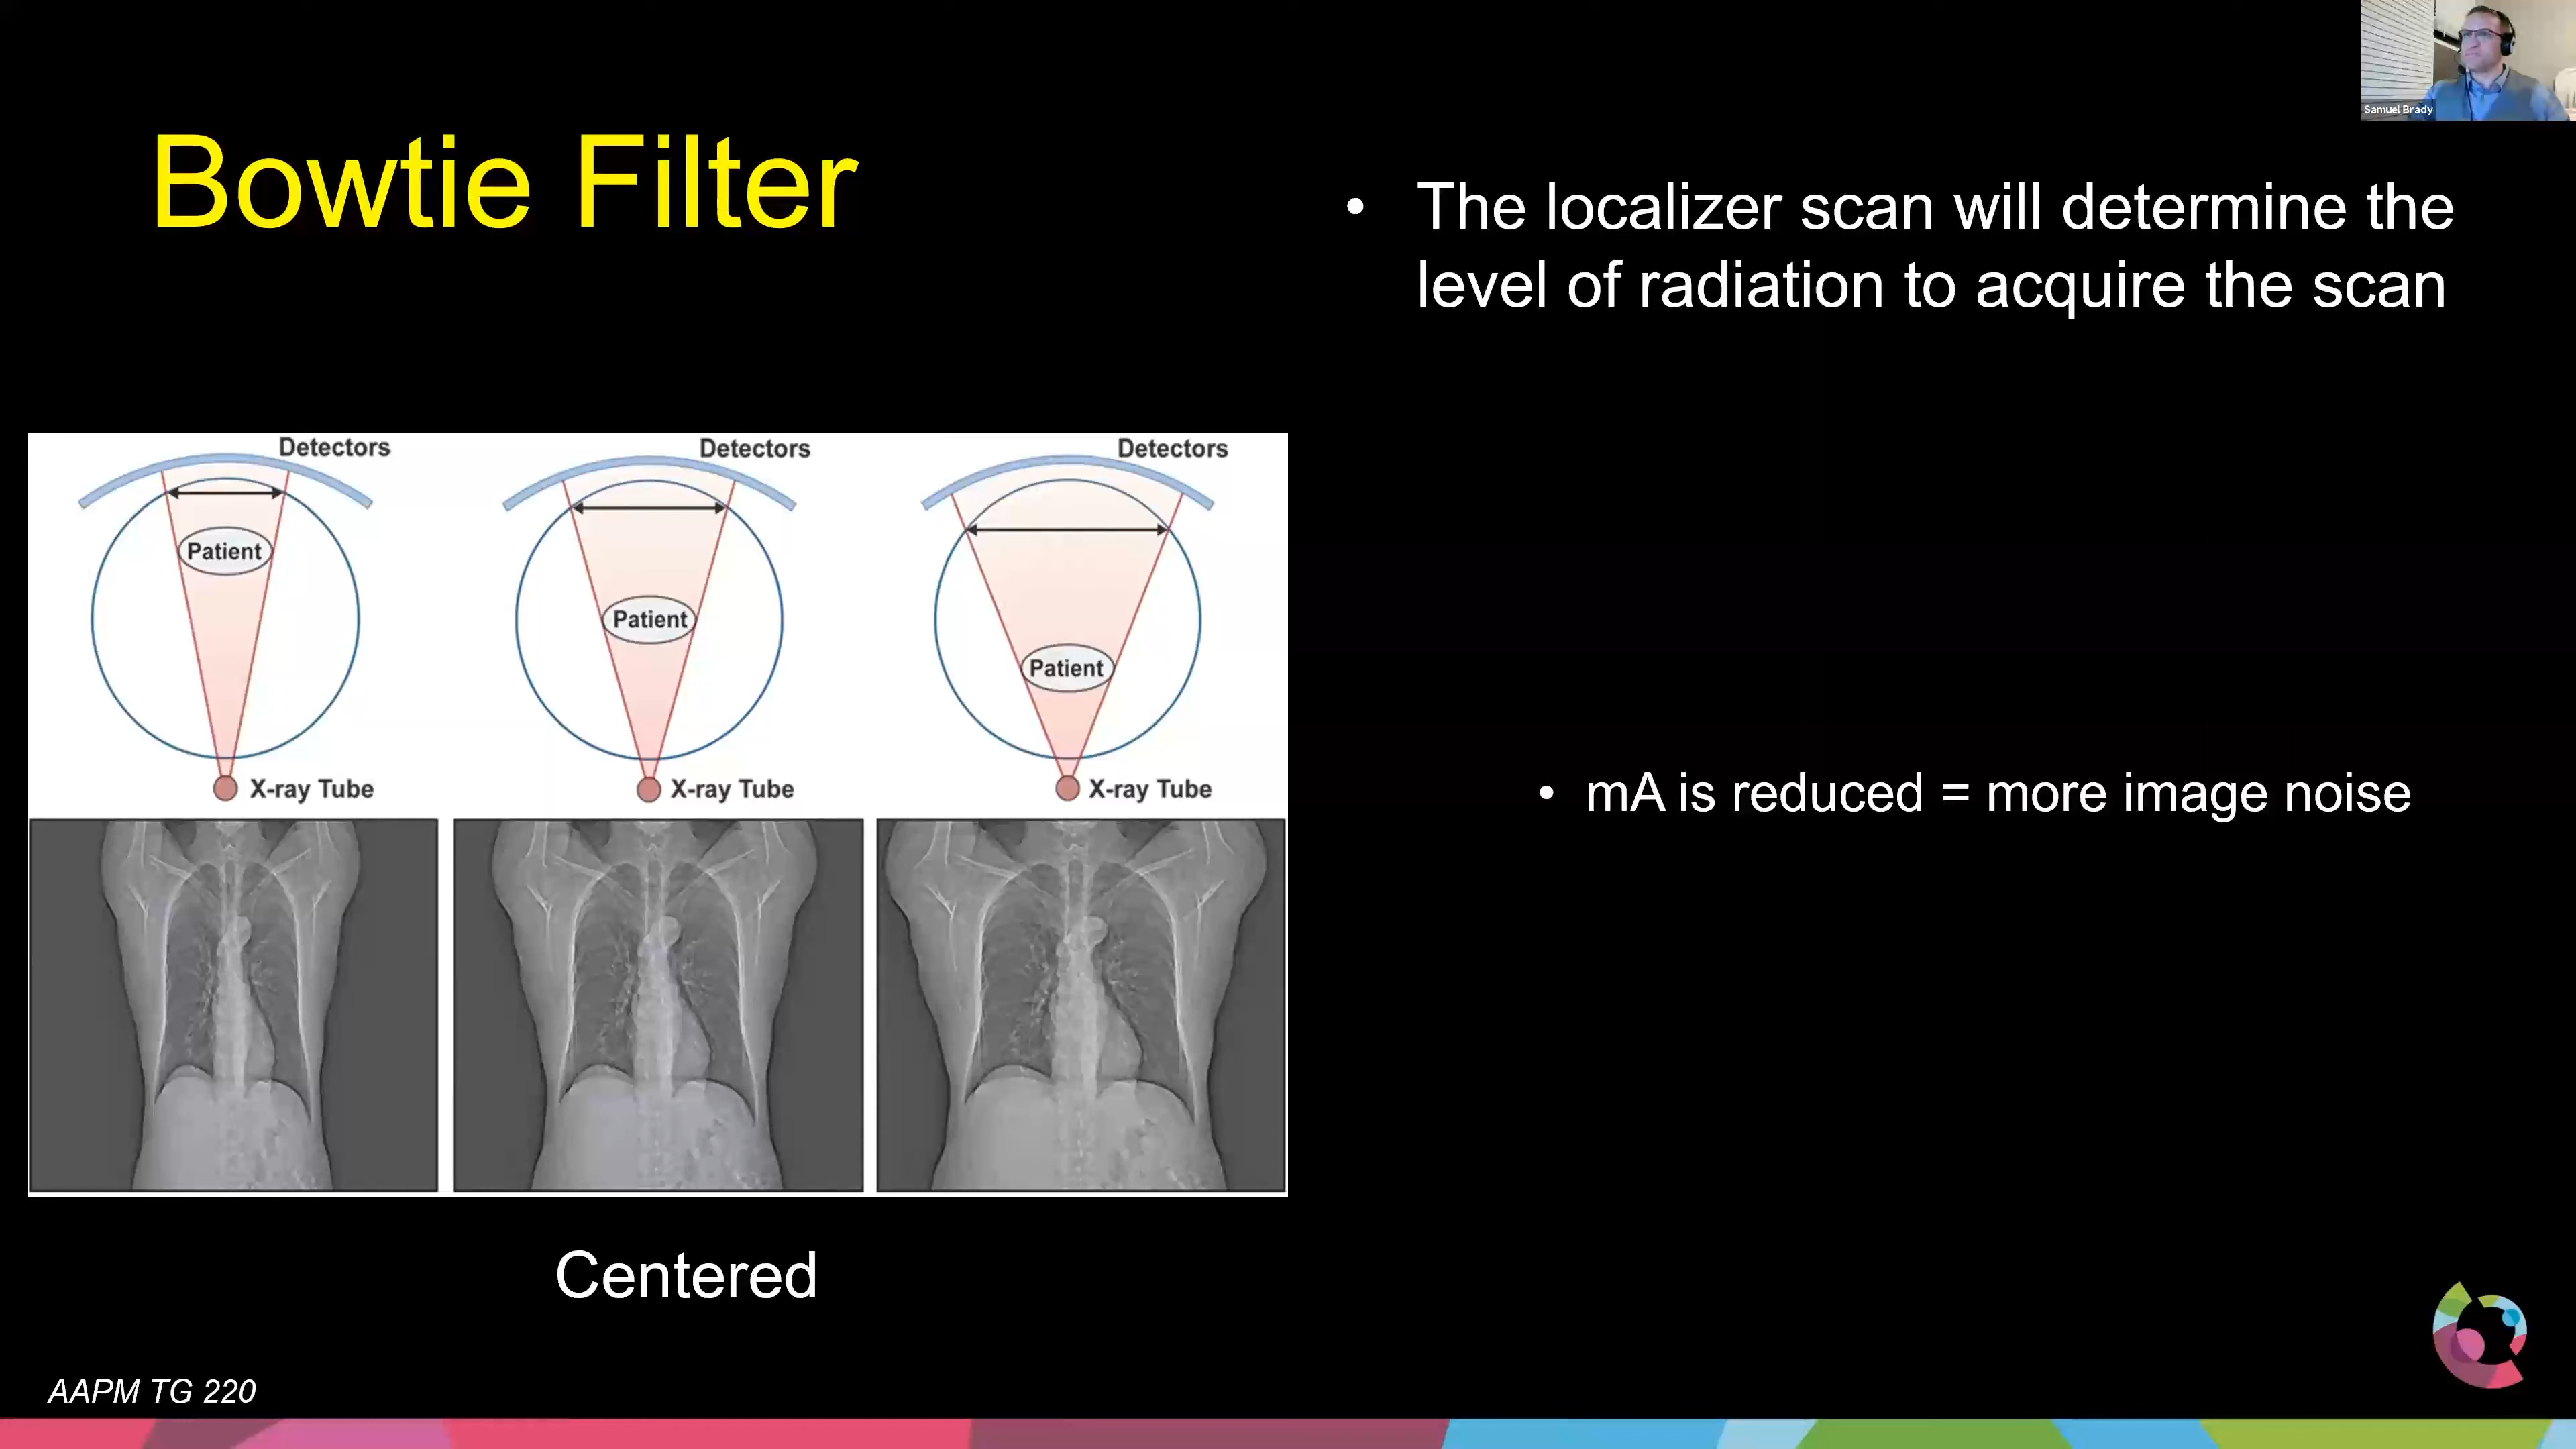 Samuel Brady
Bowtie Filter
• The localizer scan will determine the
level of radiation to acquire the scan
Detectors
Detectors
Detectors
Patient
Patient
Patient
X-ray Tube
X-ray Tube
X-ray Tube
• mA is reduced = more image noise
Centered
AAPM TG 220